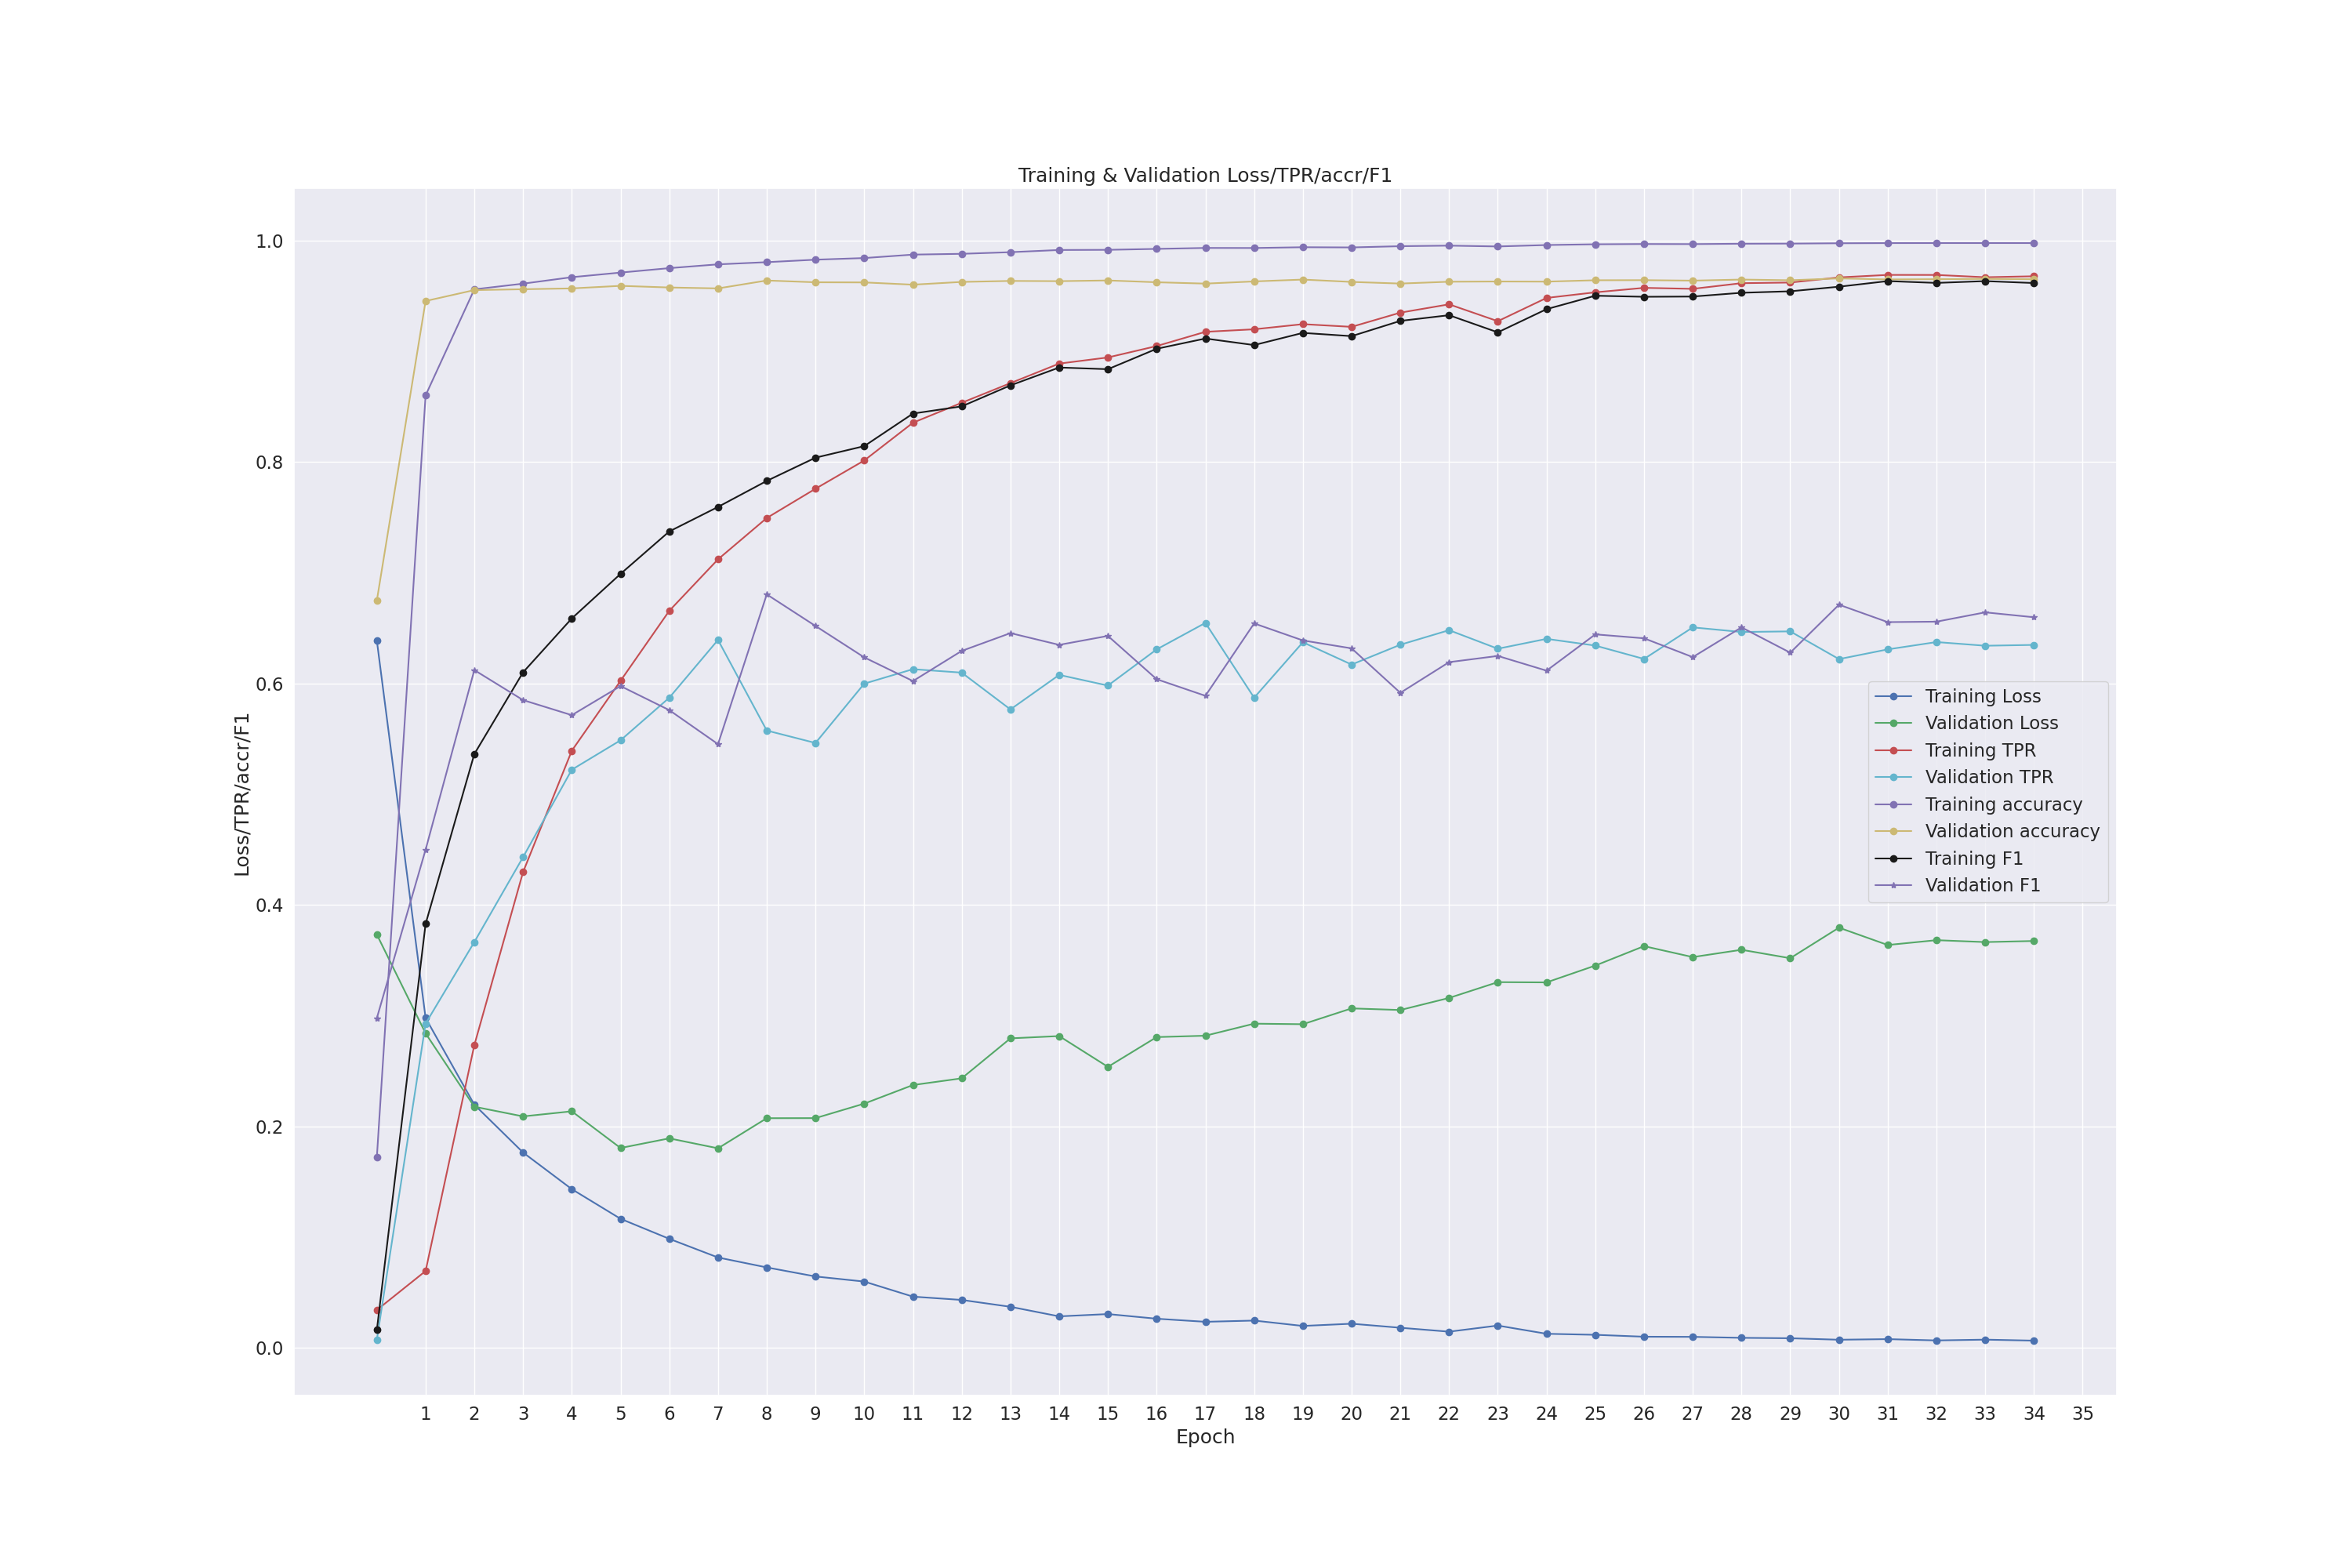 Training & Validation Loss/TPR/accr/F1
Loss/TPR/accr/F1
1.0
0.8
0.6
0.4
0.2
0.0
Training Loss
Validation Loss
Training TPR
Validation TPR
Training accuracy
Validation accuracy
Training F1
Validation F1
1 2 3 4 5 6 7 8 9 10 11 12 13 14 15 16 17 18 19 20 21 22 23 24 25 26 27 28 29 30 31 32 33 34 35
Epoch